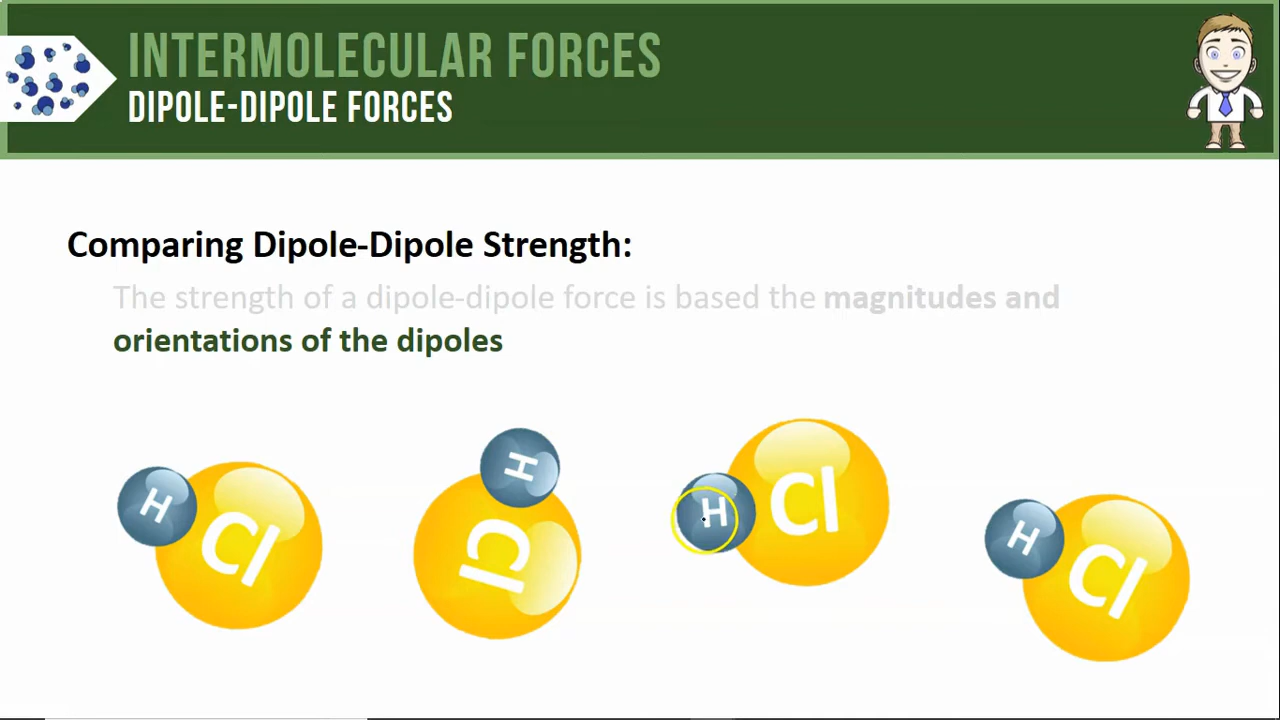 INTERMOLECULAR FORCES
DIPOLE-DIPOLE FORCES
Comparing Dipole-Dipole Strength:
The strength of a dipole-dipole force is based the magnitudes and
orientations of the dipoles
H Cl
H Cl
H Cl
H Cl